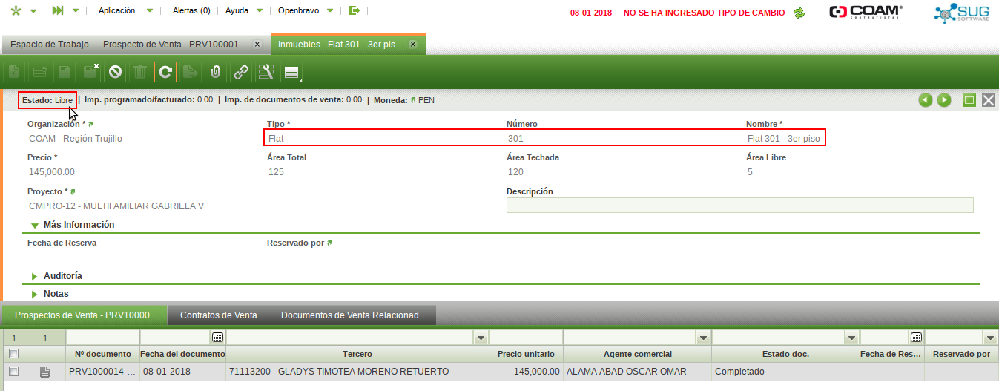 Aplicación Alertas (0) Ayuda Openbravo 08-01-2018 - NO SE HA INGRESADO TIPO DE CAMBIO COAM CONTRATISTAS SUG SOFTWARE
Espacio de Trabajo Prospecto de Venta - PRV100001... Inmuebles - Flat 301 - 3er pis...
Estado: Libre | Imp. programado/facturado: 0.00 | Imp. de documentos de venta: 0.00 | Moneda: PEN
Organización * Tipo * Número Nombre *
COAM - Región Trujillo Flat 301 Flat 301 - 3er piso
Precio * Área Total Área Techada Área Libre
145,000.00 125 120 5
Proyecto * Descripción
CMPRO-12 - MULTIFAMILIAR GABRIELA V
Más Información
Fecha de Reserva Reservado por
Auditoría
Notas
Prospectos de Venta - PRV10000... Contratos de Venta Documentos de Venta Relacionad...
1 1
Nº documento Fecha del documento Tercero Precio unitario Agente comercial Estado doc. Fecha de Res... Reservado por
PRV1000014-... 08-01-2018 71113200 - GLADYS TIMOTEA MORENO RETUERTO 145,000.00 ALAMA ABAD OSCAR OMAR Completado